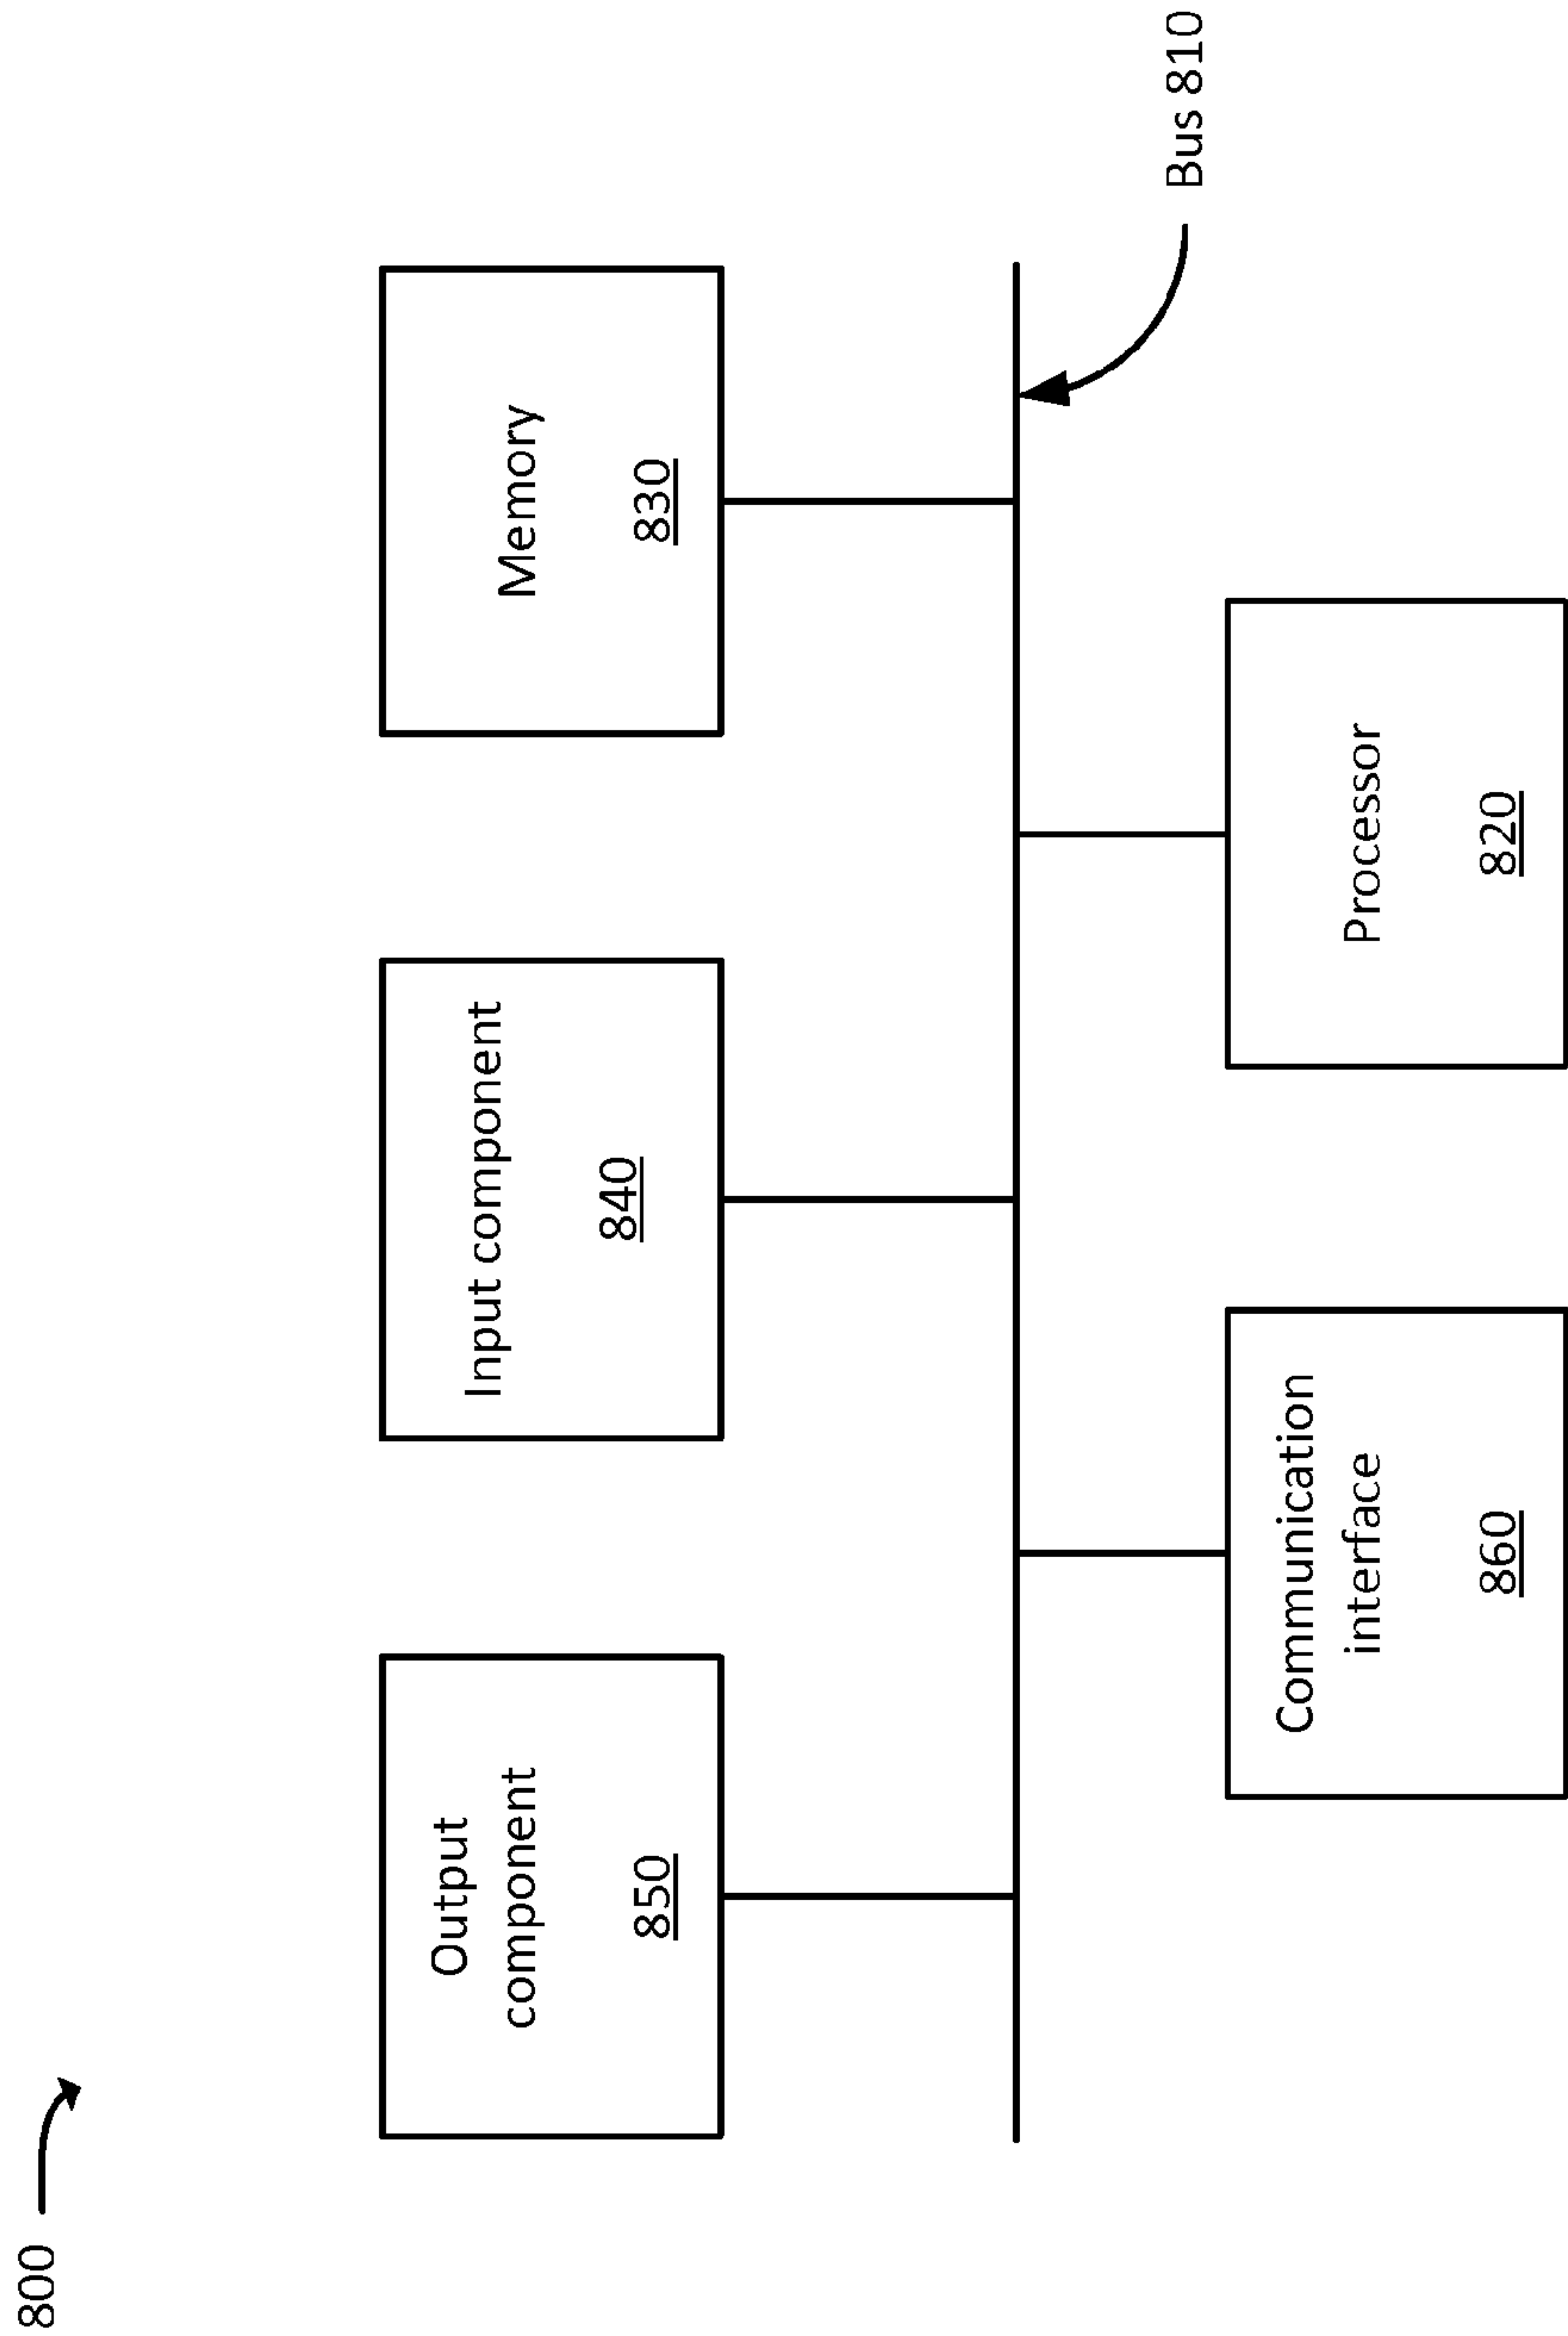 800
Output
component
850
Input component
840
Memory
830
Bus 810
Communication
interface
860
Processor
820